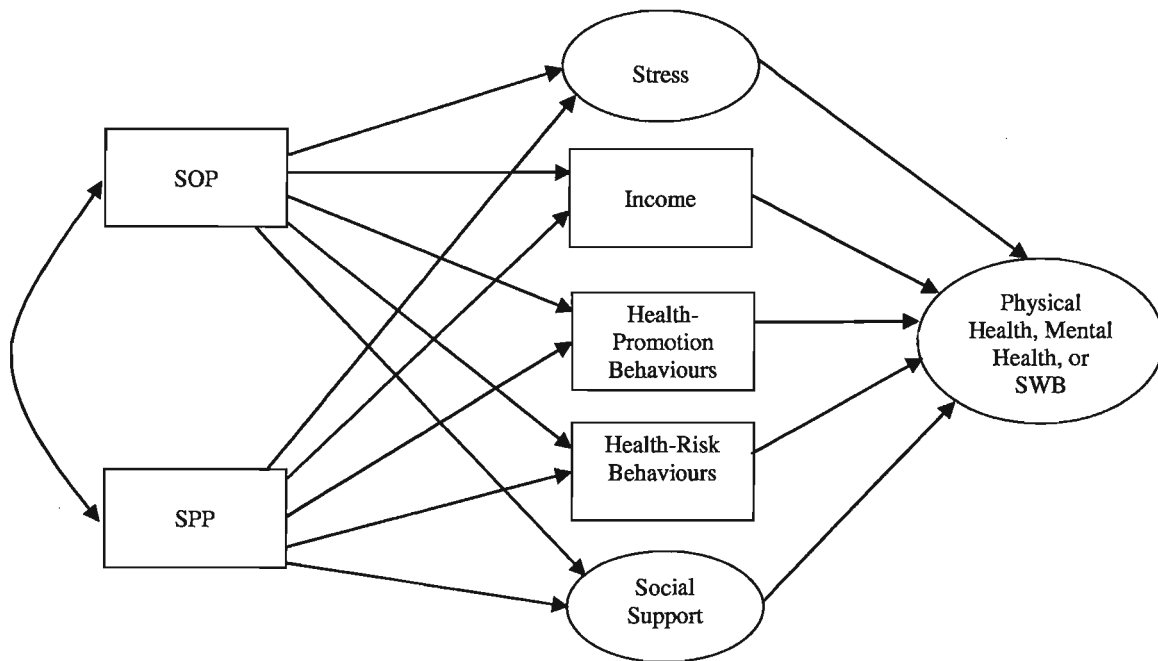 Stress
SOP
Income
Health-
Promotion
Behaviours
Physical
Health, Mental
Health, or
SWB
Health-Risk
Behaviours
SPP
Social
Support